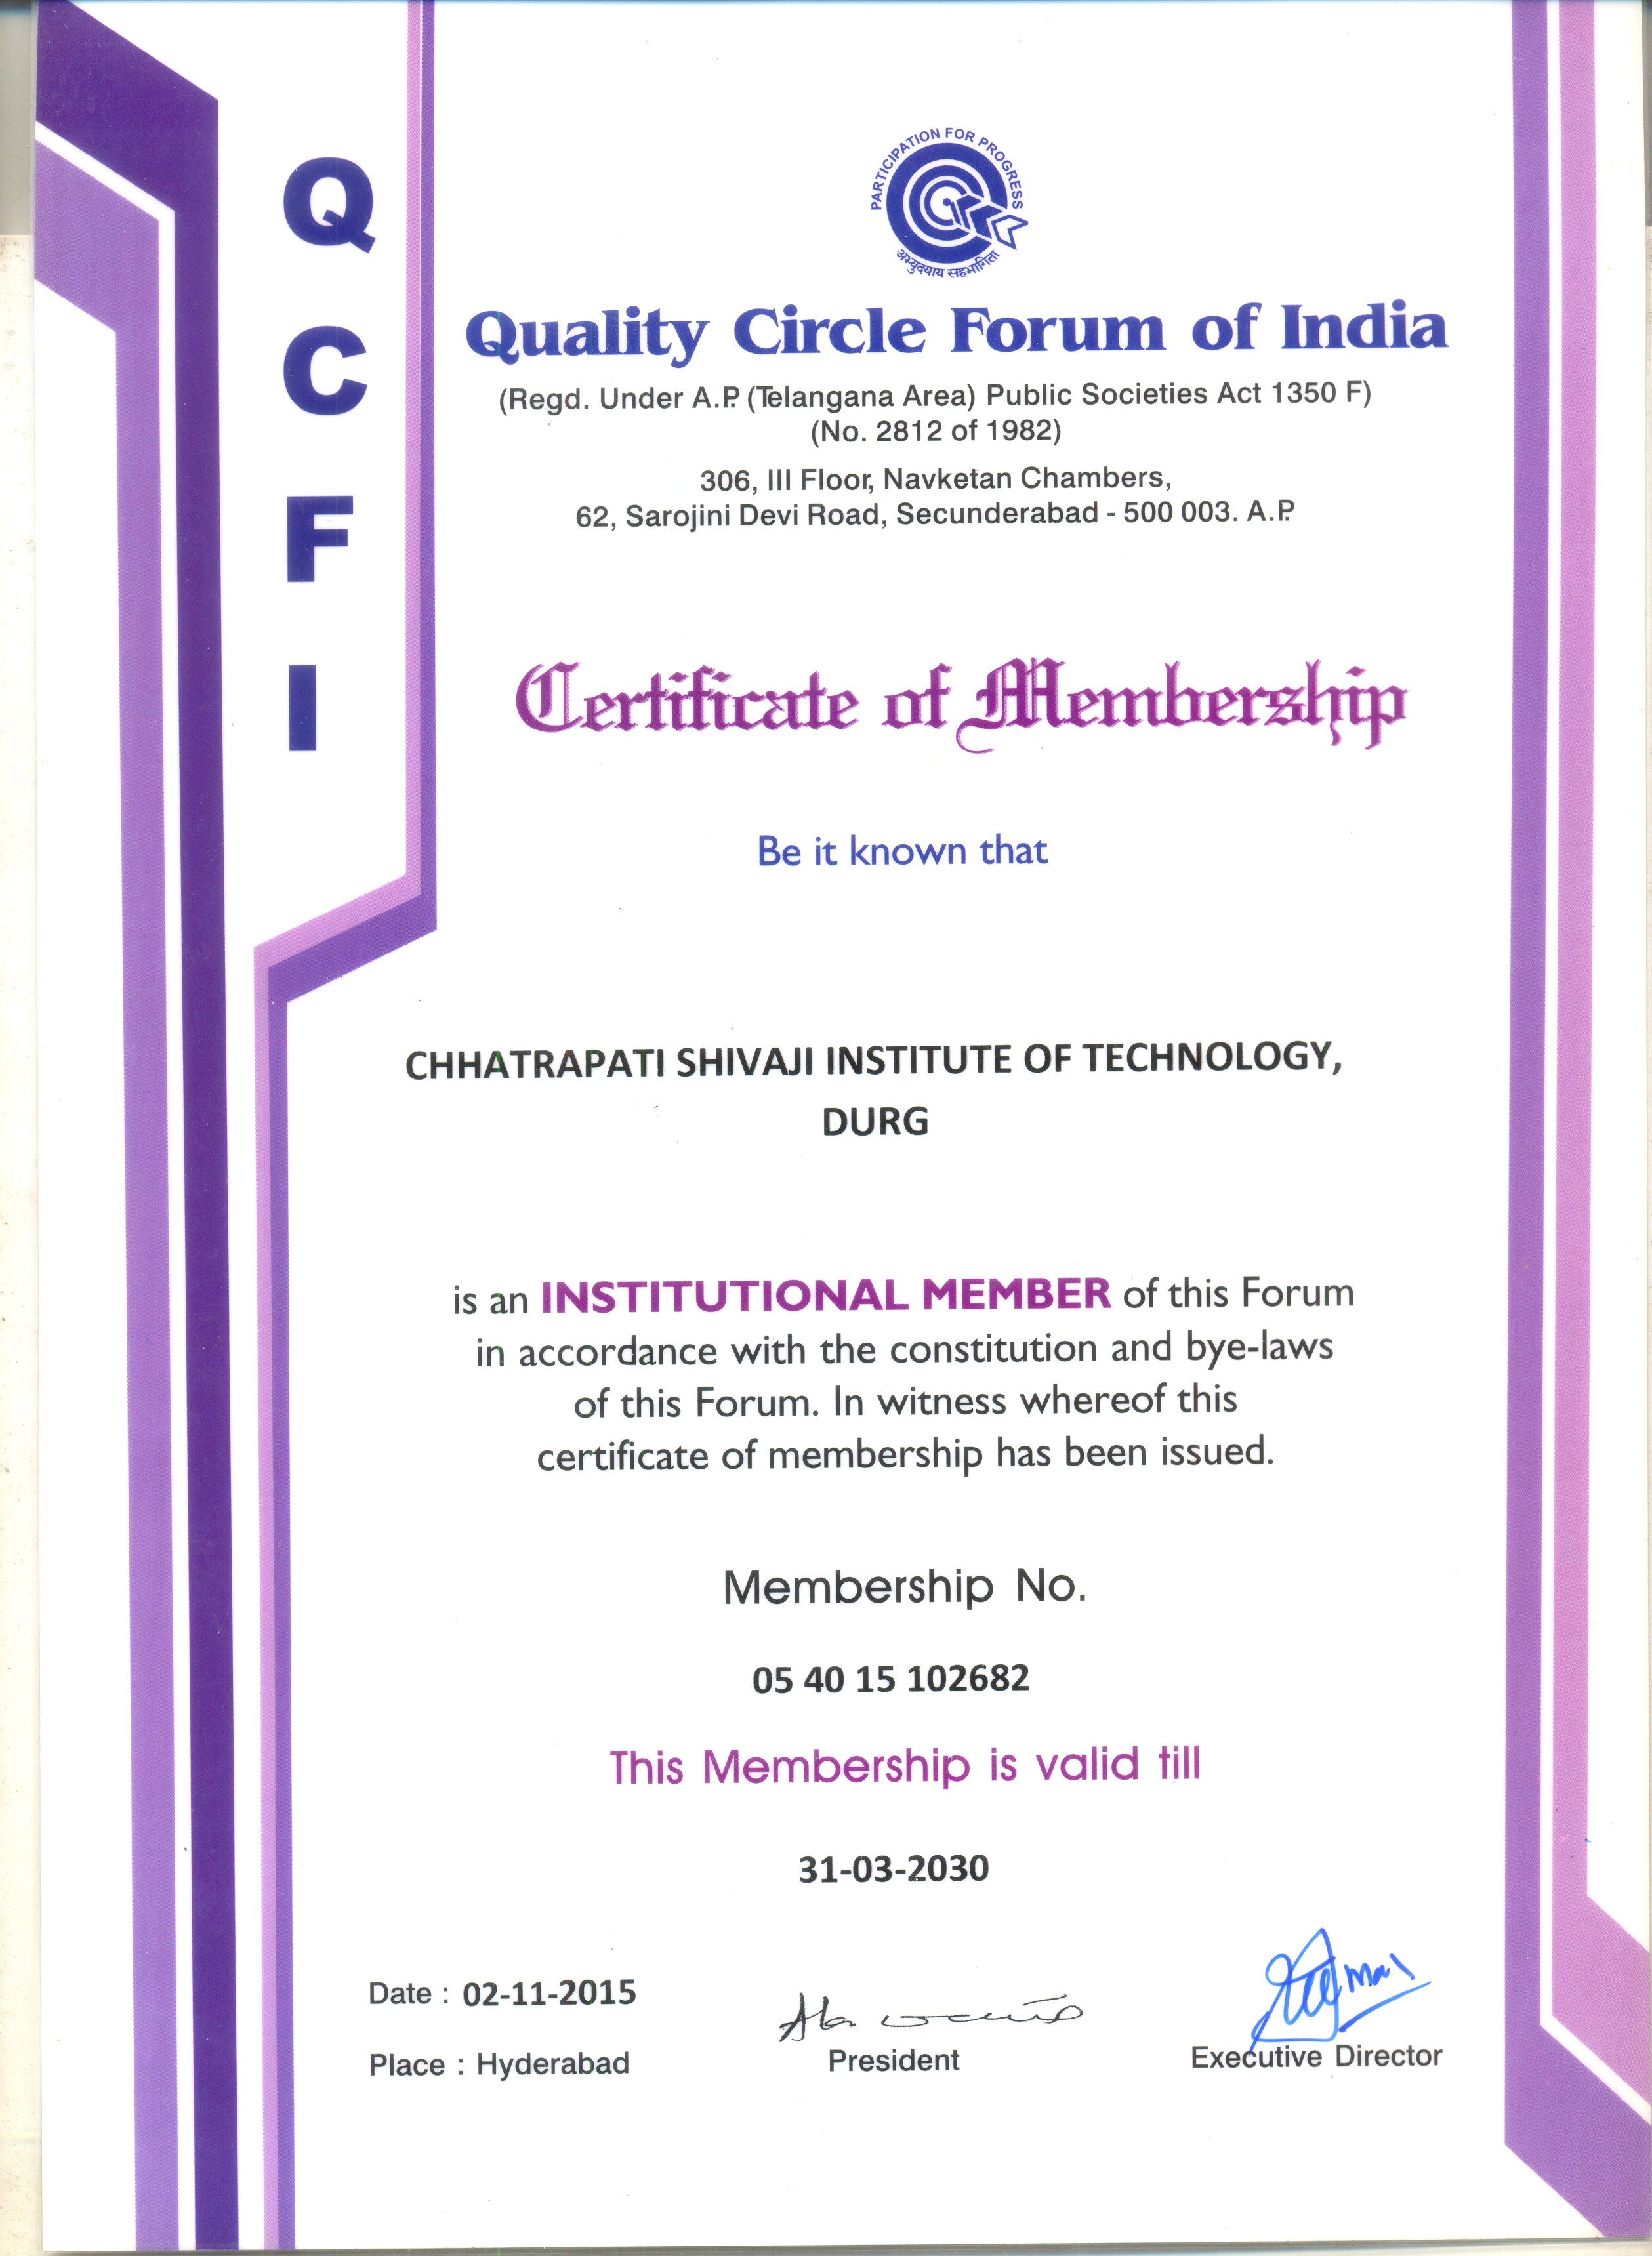 Q
C
F
I
PARTICIPATION FOR PROGRESS
अभ्युदयाय सहभागिता
Quality Circle Forum of India
(Regd. Under A.P. (Telangana Area) Public Societies Act 1350 F)
(No. 2812 of 1982)
306, III Floor, Navketan Chambers,
62, Sarojini Devi Road, Secunderabad - 500 003. A.P.
Certificate of Membership
Be it known that
CHHATRAPATI SHIVAJI INSTITUTE OF TECHNOLOGY,
DURG
is an INSTITUTIONAL MEMBER of this Forum
in accordance with the constitution and bye-laws
of this Forum. In witness whereof this
certificate of membership has been issued.
Membership No.
05 40 15 102682
This Membership is valid till
31-03-2030
Date : 02-11-2015
Place : Hyderabad
President
Executive Director